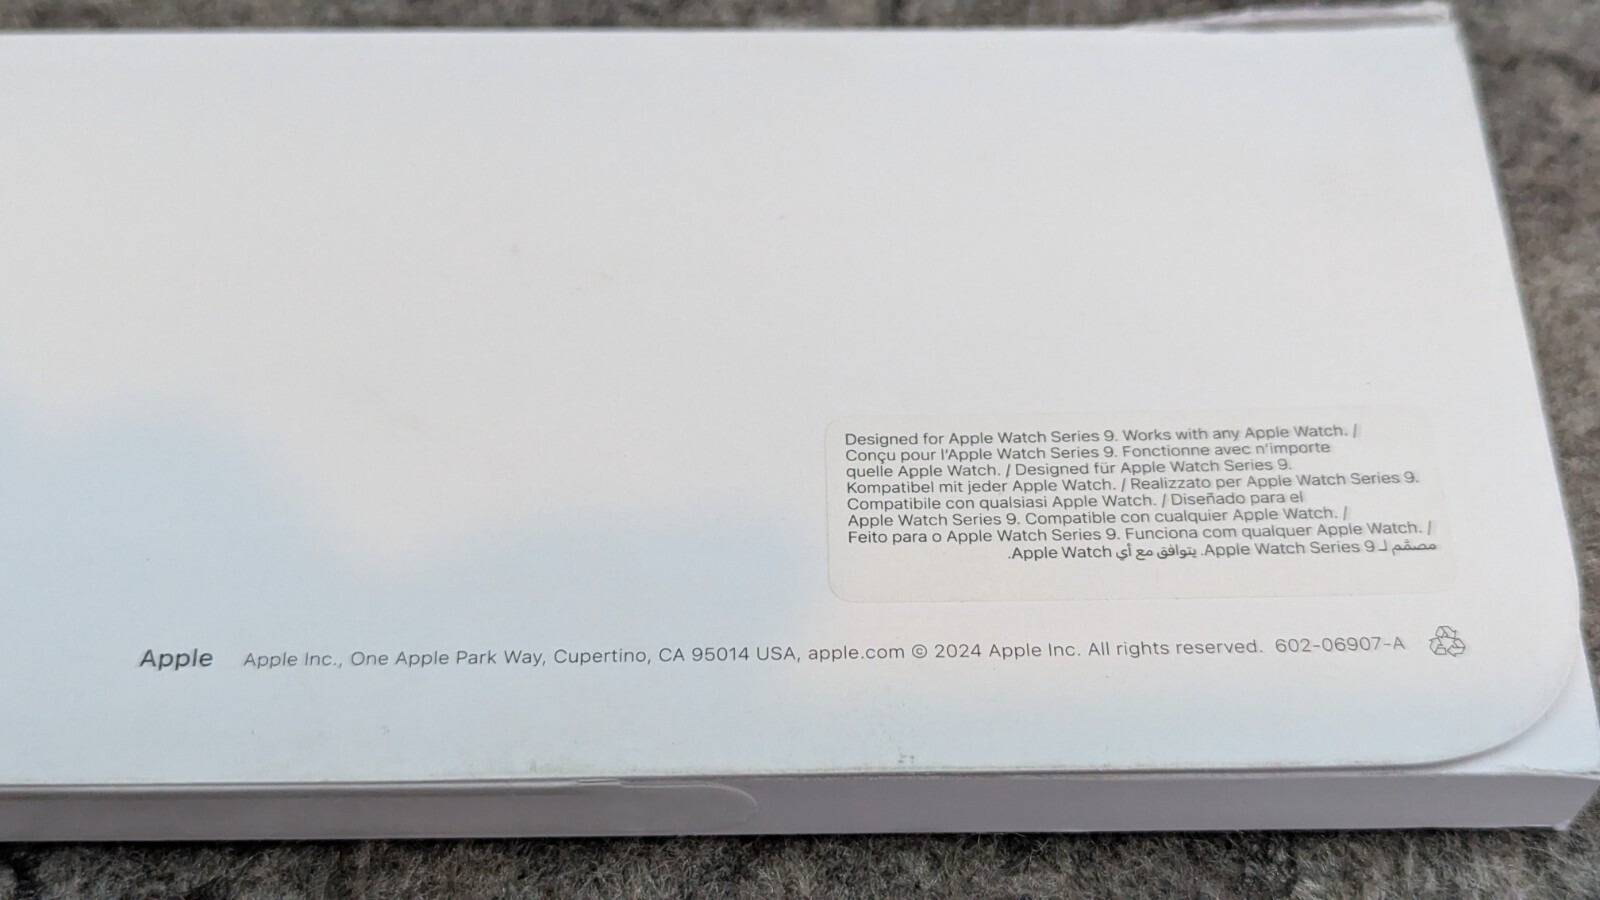 Designed for Apple Watch Series 9. Works with any Apple Watch. /
Conçu pour l'Apple Watch Series 9. Fonctionne avec n'importe
quelle Apple Watch. / Designed für Apple Watch Series 9.
Kompatibel mit jeder Apple Watch. / Realizzato per Apple Watch Series 9.
Compatibile con qualsiasi Apple Watch. / Diseñado para el
Apple Watch Series 9. Compatible con cualquier Apple Watch. /
Feito para o Apple Watch Series 9. Funciona com qualquer Apple Watch. /
مصمَّم لـ Apple Watch Series 9. يتوافق مع أي Apple Watch.
Apple Apple Inc., One Apple Park Way, Cupertino, CA 95014 USA, apple.com © 2024 Apple Inc. All rights reserved. 602-06907-A